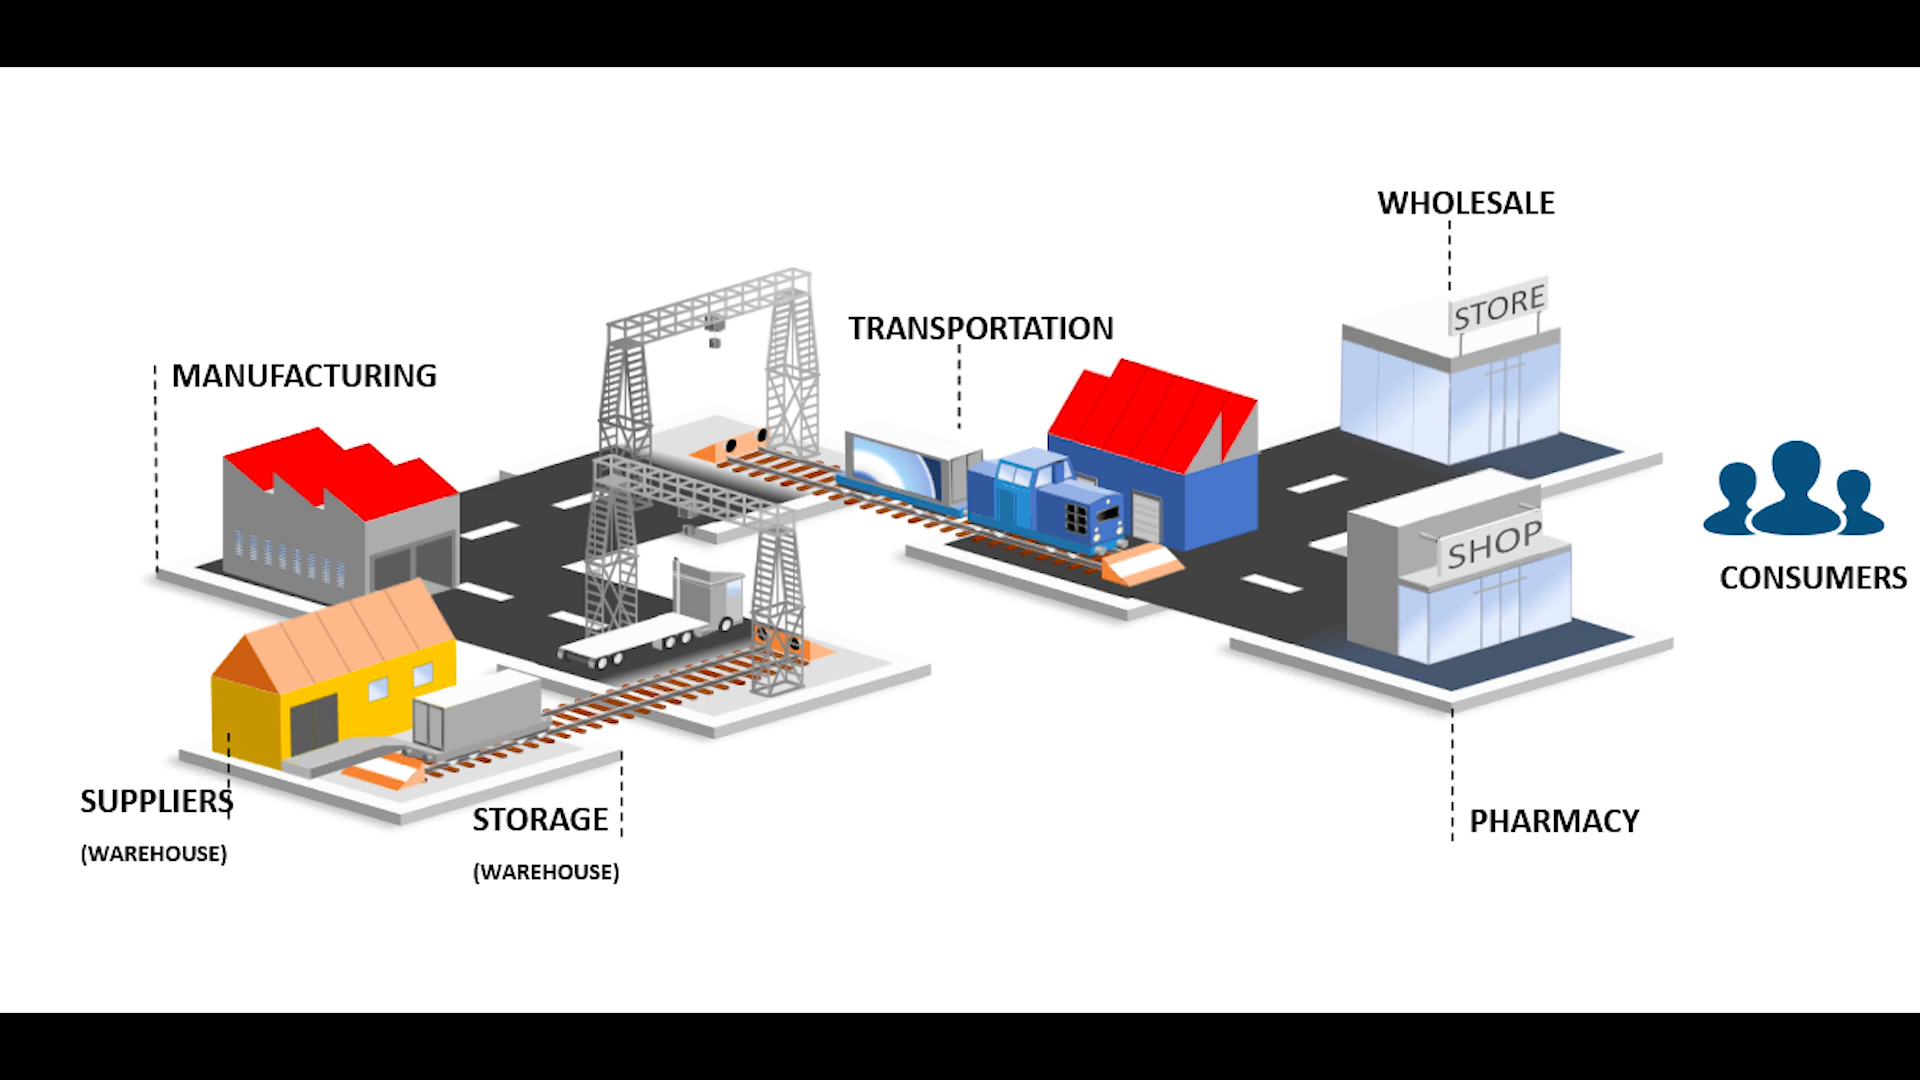 WHOLESALE
STORE
TRANSPORTATION
MANUFACTURING
SHOP
CONSUMERS
SUPPLIERS
(WAREHOUSE)
STORAGE
(WAREHOUSE)
PHARMACY